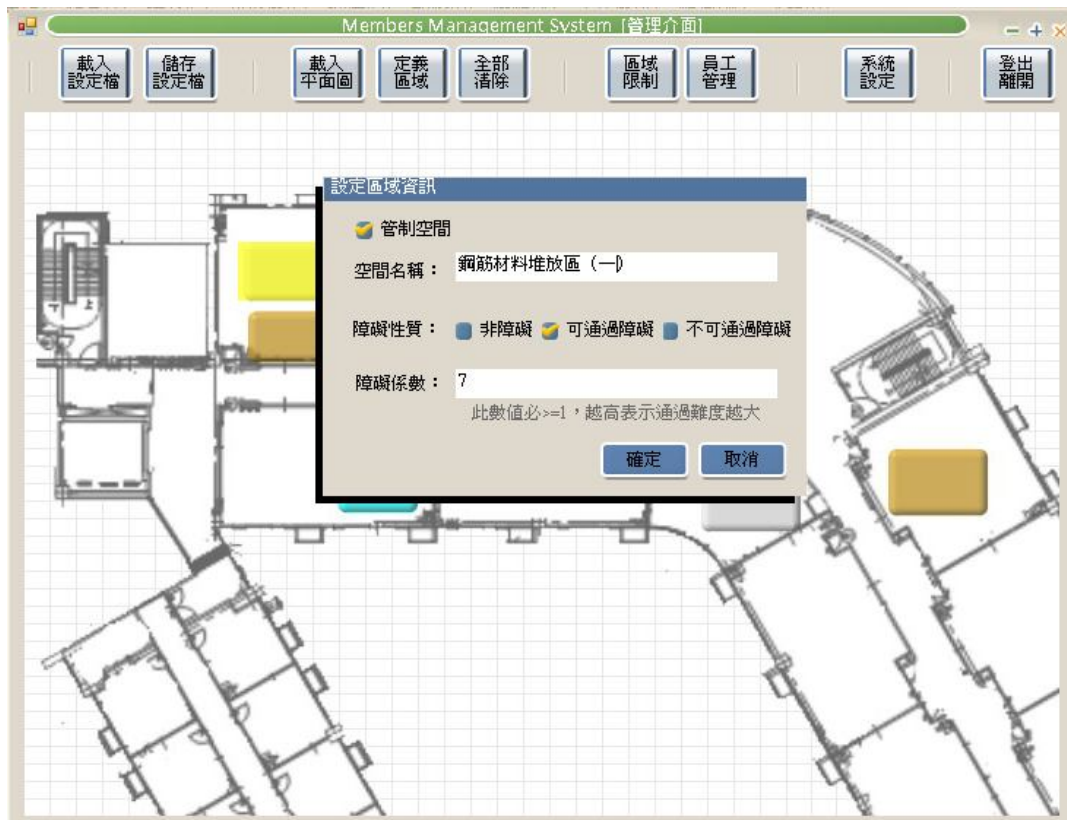 Members Management System [管理介面]
載入
設定檔
儲存
設定檔
載入
平面圖
定義
區域
全部
清除
區域
限制
員工
管理
系統
設定
登出
離開
設定區域資訊
管制空間
空間名稱：
鋼筋材料堆放區（一）
障礙性質：
非障礙
可通過障礙
不可通過障礙
障礙係數：
7
此數值必>=1，越高表示通過難度越大
確定
取消
下
上